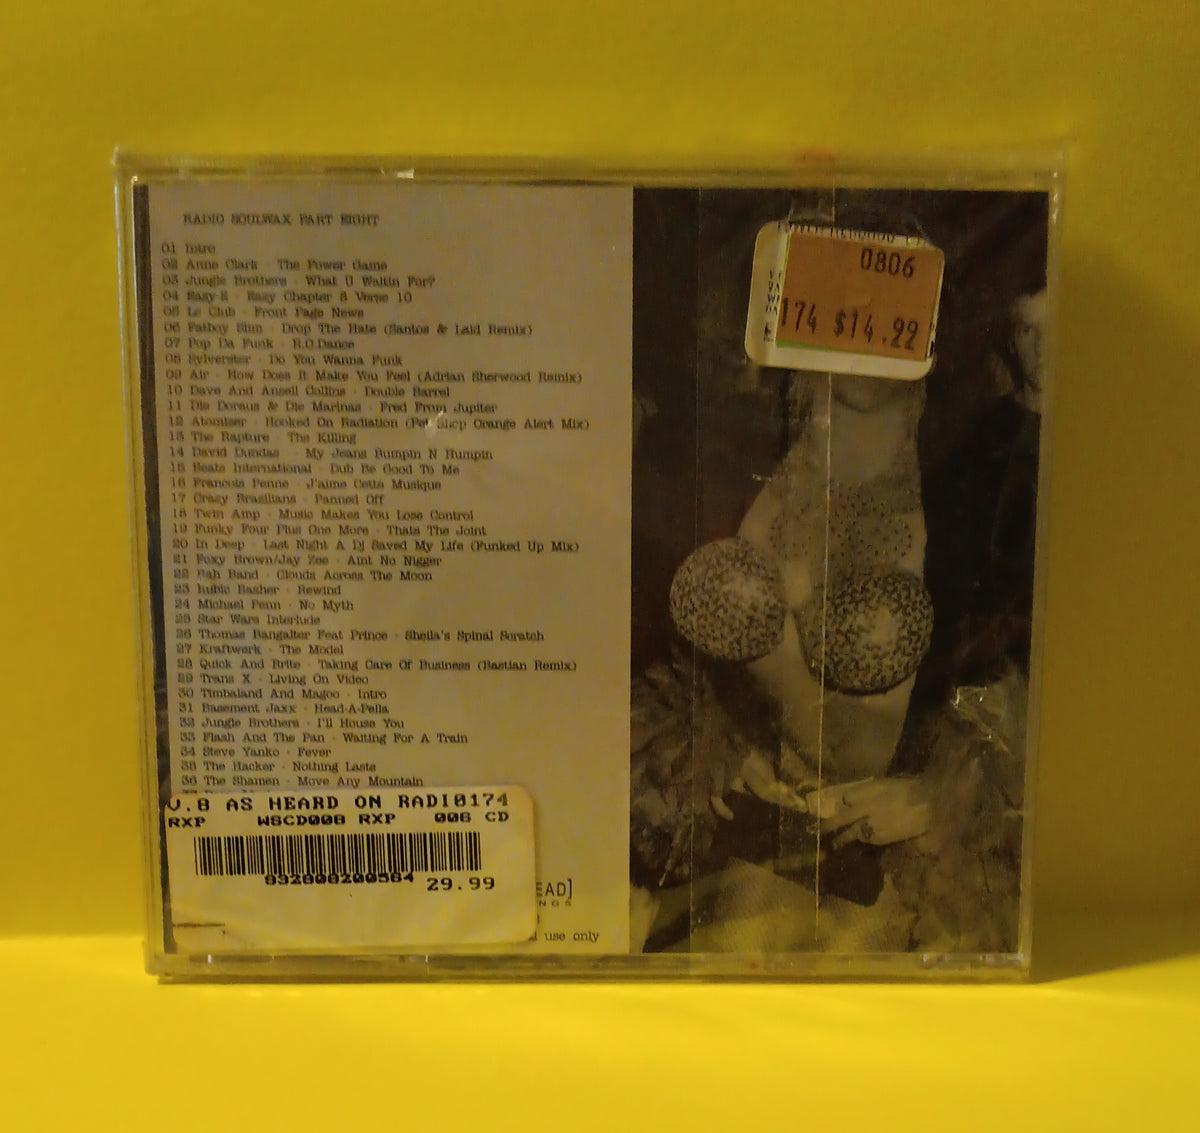 RADIO SOULWAX PART EIGHT
01 Intro
02 Anne Clark - The Power Game
03 Jungle Brothers - What U Waitin For?
04 Eazy-E - Eazy Chapter 8 Verse 10
05 Le Club - Front Page News
06 Fatboy Slim - Drop The Hate (Santos & Laid Remix)
07 Pop Da Funk - R.O.Dance
08 Sylverster - Do You Wanna Funk
09 Air - How Does It Make You Feel (Adrian Sherwood Remix)
10 Dave And Ansell Collins - Double Barrel
11 Die Doraus & Die Marinas - Fred From Jupiter
12 Atomizer - Hooked On Radiation (Pet Shop Orange Alert Mix)
13 The Rapture - The Killing
14 David Dundas - My Jeans Bumpin N Humpin
15 Beats International - Dub Be Good To Me
16 Francois Penne - J'aime Cette Musique
17 Crazy Brasilians - Panned Off
18 Twin Amp - Music Makes You Lose Control
19 Funky Four Plus One More - Thats The Joint
20 In Deep - Last Night A Dj Saved My Life (Funked Up Mix)
21 Foxy Brown/Jay Zee - Aint No Nigger
22 Rah Band - Clouds Across The Moon
23 Rubic Basher - Rewind
24 Michael Penn - No Myth
25 Star Wars Interlude
26 Thomas Bangalter Feat Prince - Sheila's Spinal Scratch
27 Kraftwerk - The Model
28 Quick And Brite - Taking Care Of Business (Bastian Remix)
29 Trans X - Living On Video
30 Timbaland And Magoo - Intro
31 Basement Jaxx - Head-A-Pella
32 Jungle Brothers - I'll House You
33 Flash And The Pan - Waiting For A Train
34 Steve Yanko - Fever
35 The Hacker - Nothing Lasts
36 The Shamen - Move Any Mountain
V.8 AS HEARD ON RADI0174
RXP WSCD008 RXP 006 CD
832808200564 29.99
EAD]
NGS
use only
0806
174 $14.22